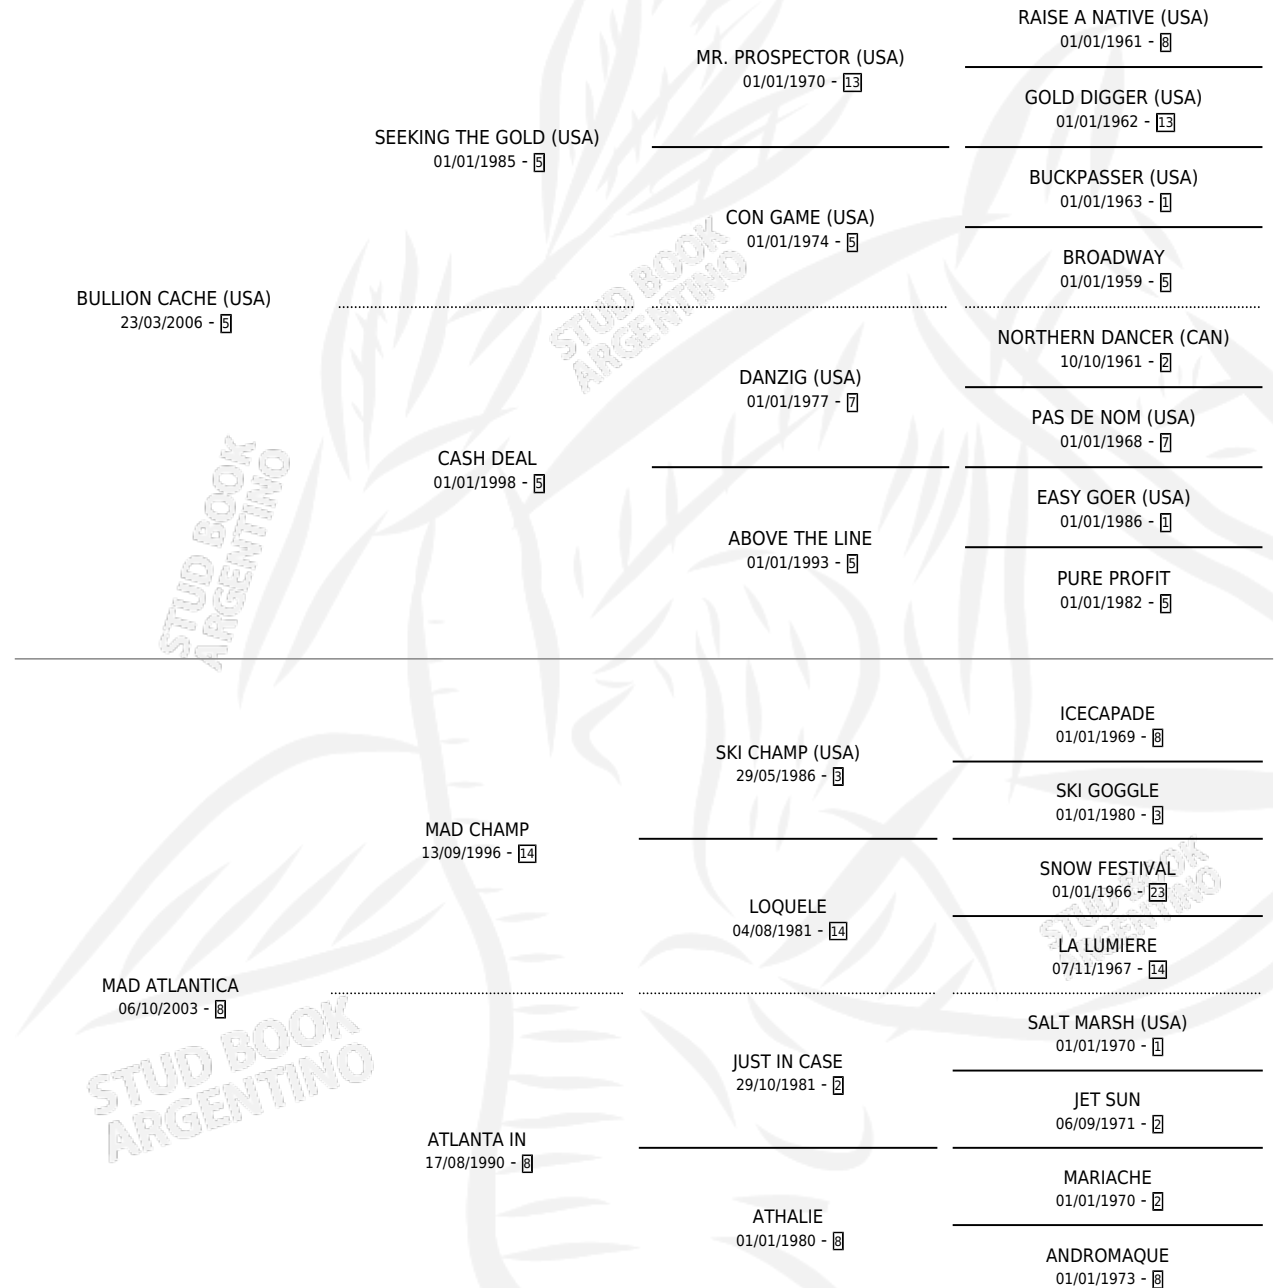 RAISE A NATIVE (USA)
01/01/1961 - 8
MR. PROSPECTOR (USA)
01/01/1970 - 13
GOLD DIGGER (USA)
01/01/1962 - 13
SEEKING THE GOLD (USA)
01/01/1985 - 5
BUCKPASSER (USA)
01/01/1963 - 1
CON GAME (USA)
01/01/1974 - 5
BROADWAY
01/01/1959 - 5
BULLION CACHE (USA)
23/03/2006 - 5
NORTHERN DANCER (CAN)
10/10/1961 - 2
DANZIG (USA)
01/01/1977 - 7
PAS DE NOM (USA)
01/01/1968 - 7
CASH DEAL
01/01/1998 - 5
EASY GOER (USA)
01/01/1986 - 1
ABOVE THE LINE
01/01/1993 - 5
PURE PROFIT
01/01/1982 - 5
ICECAPADE
01/01/1969 - 8
SKI CHAMP (USA)
29/05/1986 - 3
SKI GOGGLE
01/01/1980 - 3
MAD CHAMP
13/09/1996 - 14
SNOW FESTIVAL
01/01/1966 - 23
LOQUELE
04/08/1981 - 14
LA LUMIERE
07/11/1967 - 14
MAD ATLANTICA
06/10/2003 - 8
SALT MARSH (USA)
01/01/1970 - 1
JUST IN CASE
29/10/1981 - 2
JET SUN
06/09/1971 - 2
ATLANTA IN
17/08/1990 - 8
MARIACHE
01/01/1970 - 2
ATHALIE
01/01/1980 - 8
ANDROMAQUE
01/01/1973 - 8
STUD BOOK
ARGENTINO
STUD BOOK
ARGENTINO
STUD BOOK
ARGENTINO
STUD BOOK
ARGENTINO